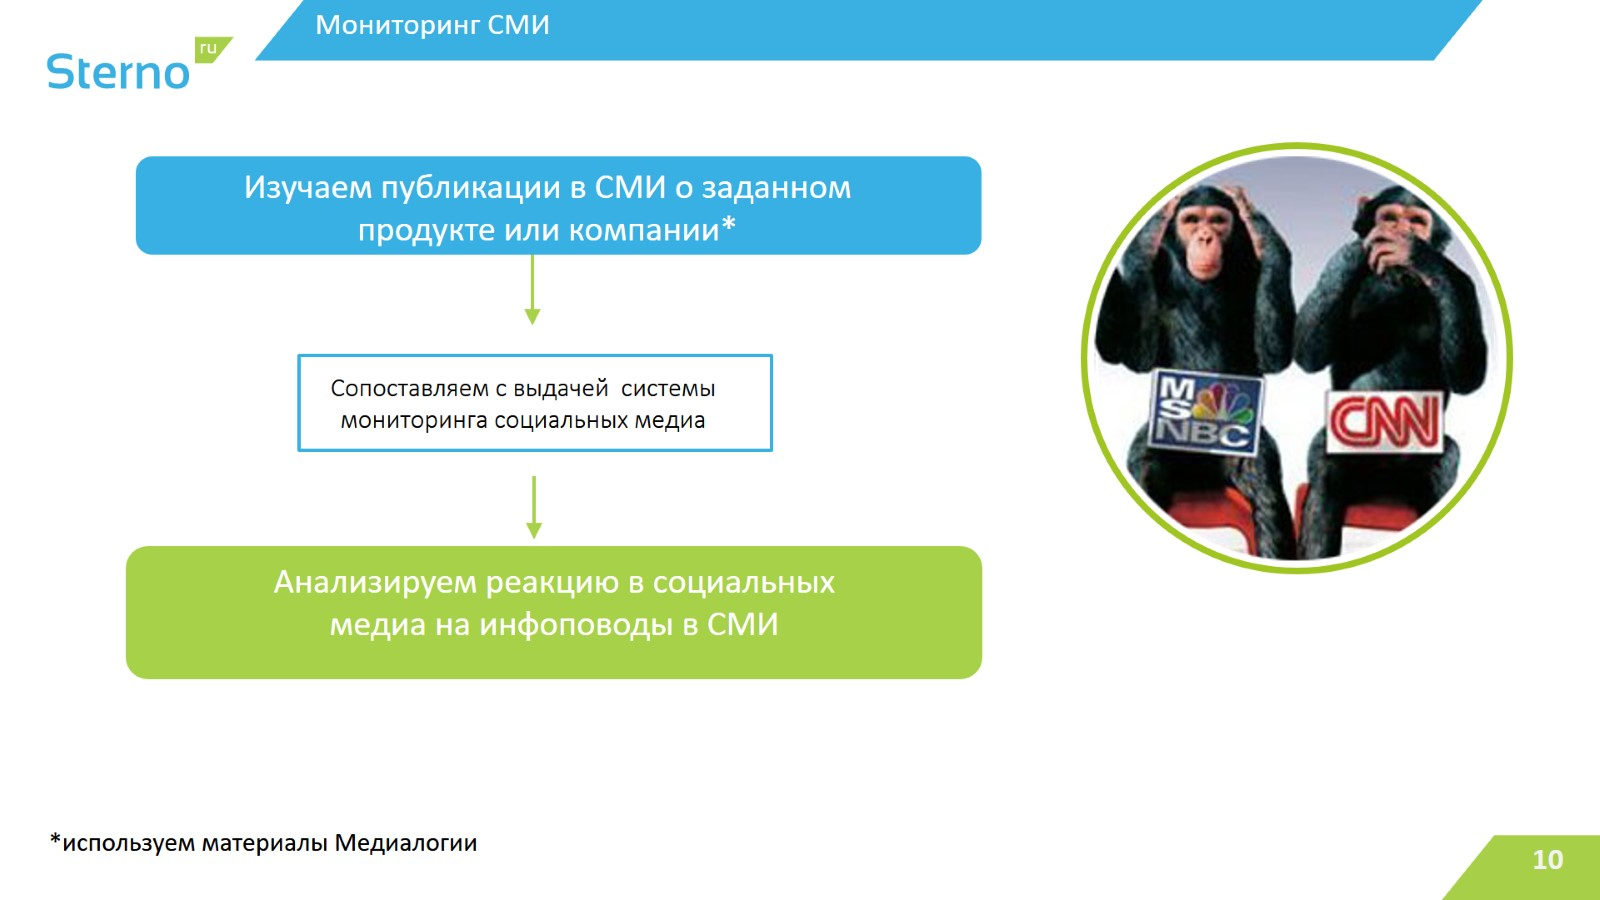 Мониторинг СМИ
Sterno ru
Изучаем публикации в СМИ о заданном
продукте или компании*
Сопоставляем с выдачей системы
мониторинга социальных медиа
MSNBC
CNN
Анализируем реакцию в социальных
медиа на инфоповоды в СМИ
*используем материалы Медиалогии
10